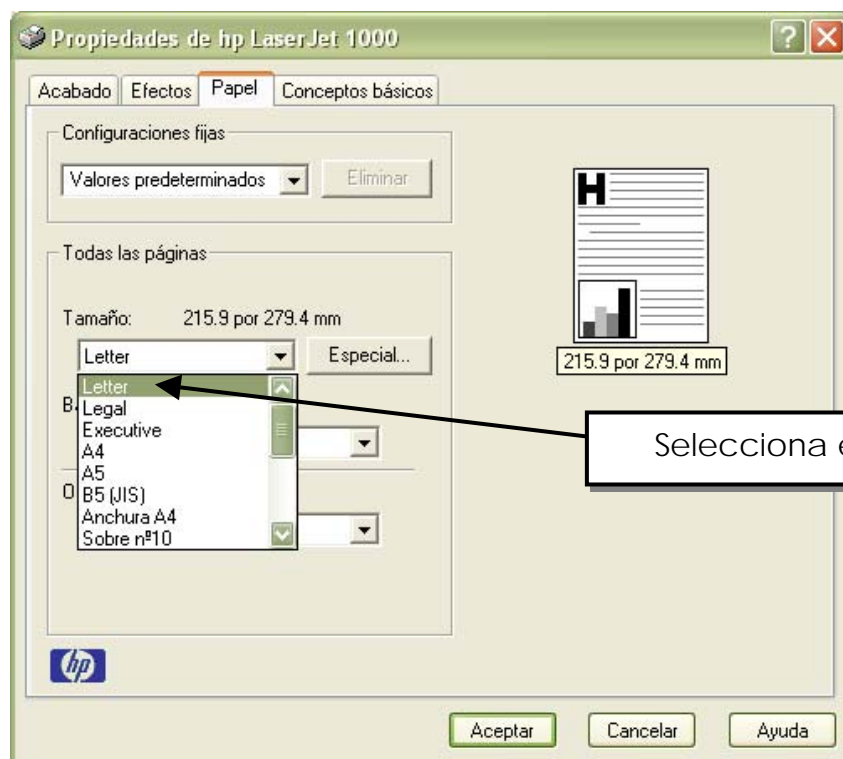 Propiedades de hp LaserJet 1000
Acabado Efectos Papel Conceptos básicos
Configuraciones fijas
Valores predeterminados Eliminar
H
Todas las páginas
Tamaño: 215.9 por 279.4 mm
Letter Especial...
215.9 por 279.4 mm
Letter
Legal
Executive
A4
A5
B5 (JIS)
Anchura A4
Sobre nº10
Selecciona e
hp
Aceptar Cancelar Ayuda